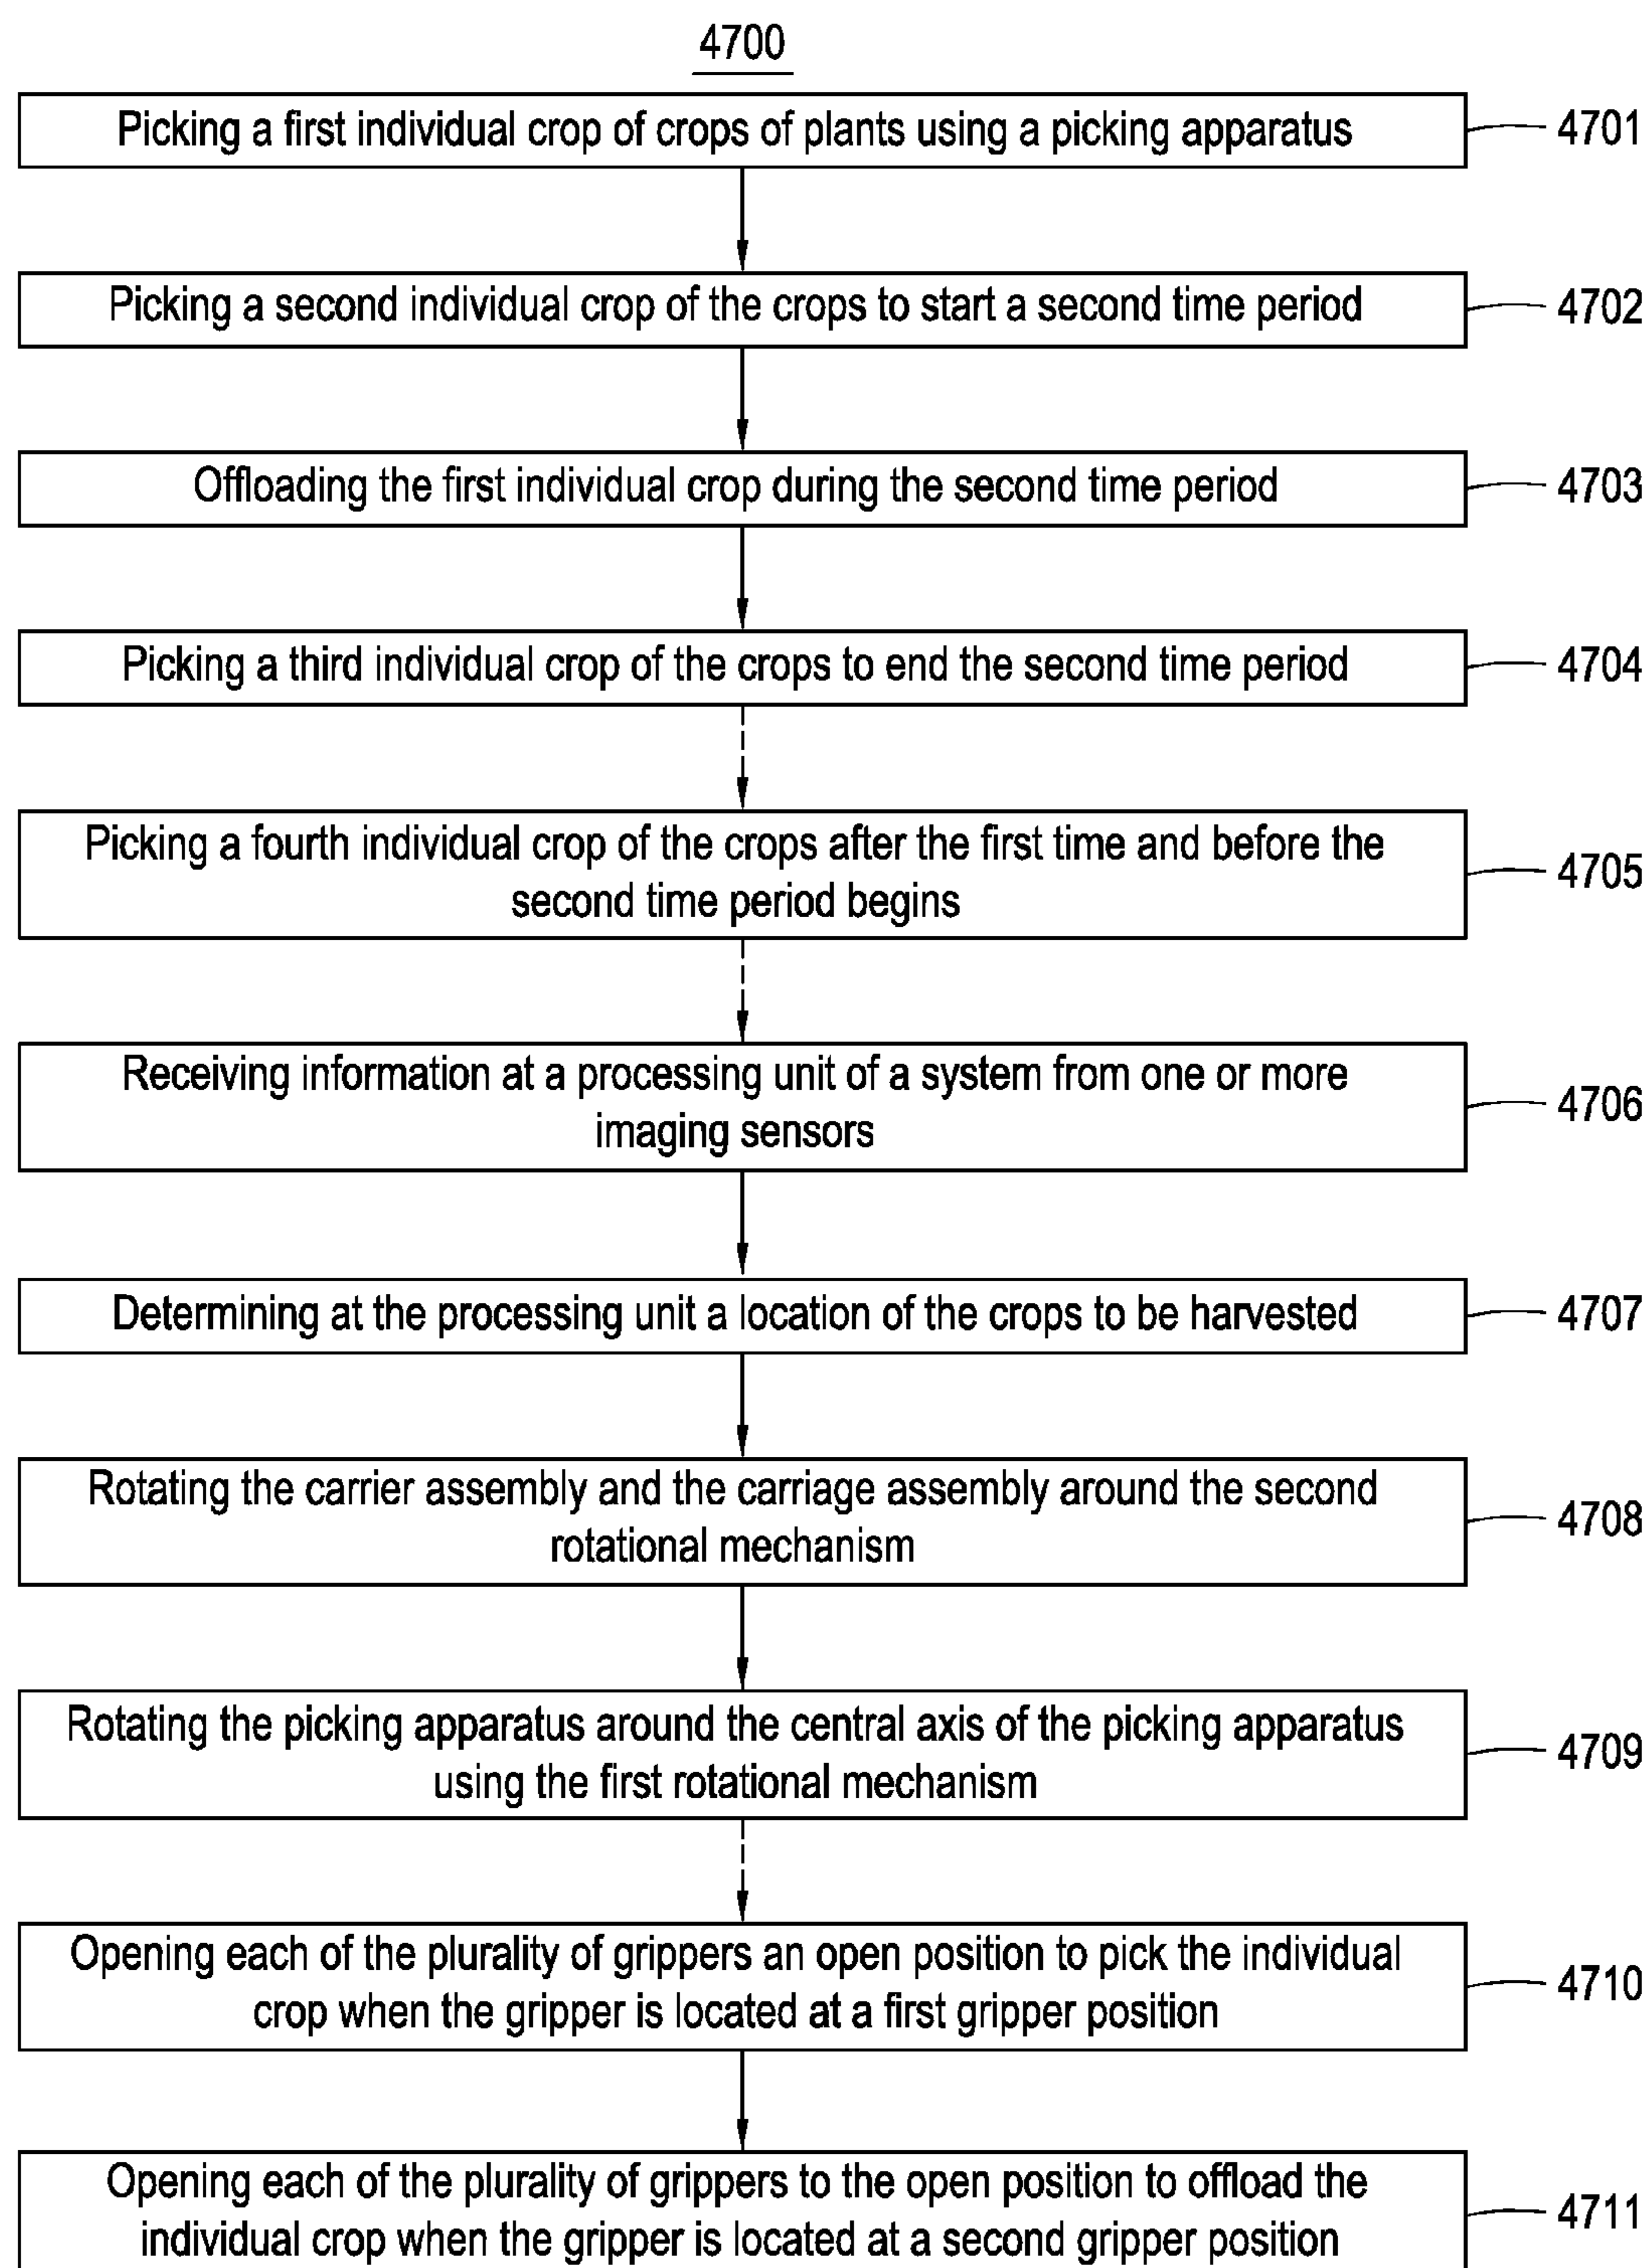 4700
Picking a first individual crop of crops of plants using a picking apparatus
4701
Picking a second individual crop of the crops to start a second time period
4702
Offloading the first individual crop during the second time period
4703
Picking a third individual crop of the crops to end the second time period
4704
Picking a fourth individual crop of the crops after the first time and before the
second time period begins
4705
Receiving information at a processing unit of a system from one or more
imaging sensors
4706
Determining at the processing unit a location of the crops to be harvested
4707
Rotating the carrier assembly and the carriage assembly around the second
rotational mechanism
4708
Rotating the picking apparatus around the central axis of the picking apparatus
using the first rotational mechanism
4709
Opening each of the plurality of grippers an open position to pick the individual
crop when the gripper is located at a first gripper position
4710
Opening each of the plurality of grippers to the open position to offload the
individual crop when the gripper is located at a second gripper position
4711